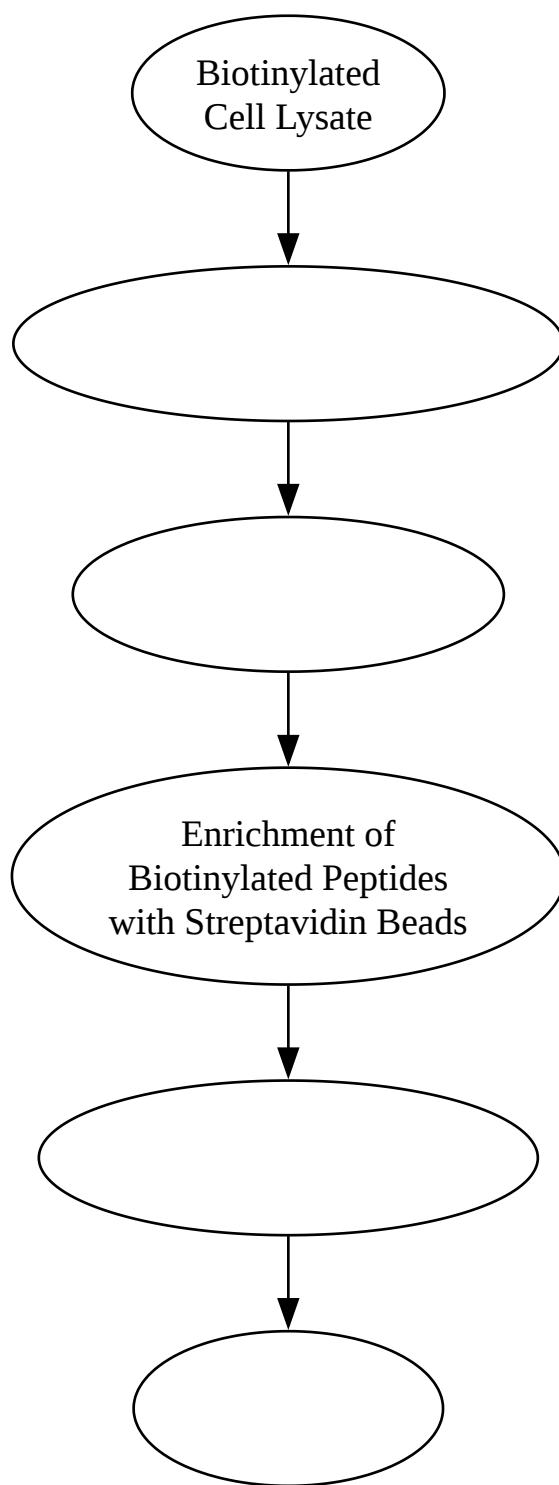 Biotinylated
Cell Lysate
Enrichment of
Biotinylated Peptides
with Streptavidin Beads